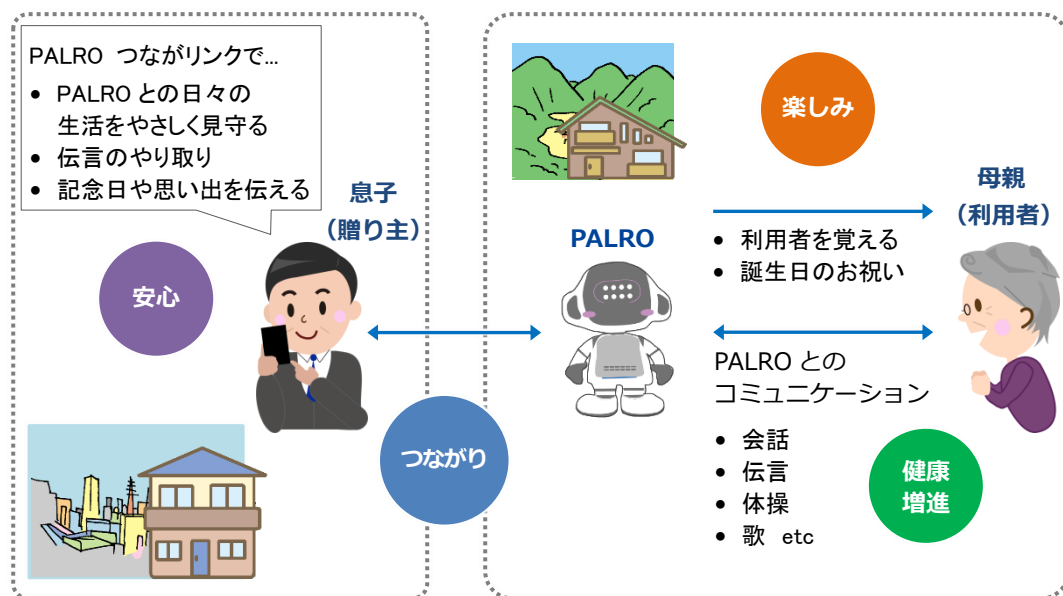 PALRO つながリンクで…
• PALRO との日々の
生活をやさしく見守る
• 伝言のやり取り
• 記念日や思い出を伝える
息子
（贈り主）
安心
つながり
楽しみ
母親
（利用者）
PALRO
• 利用者を覚える
• 誕生日のお祝い
PALRO との
コミュニケーション
• 会話
• 伝言
• 体操
• 歌 etc
健康
増進